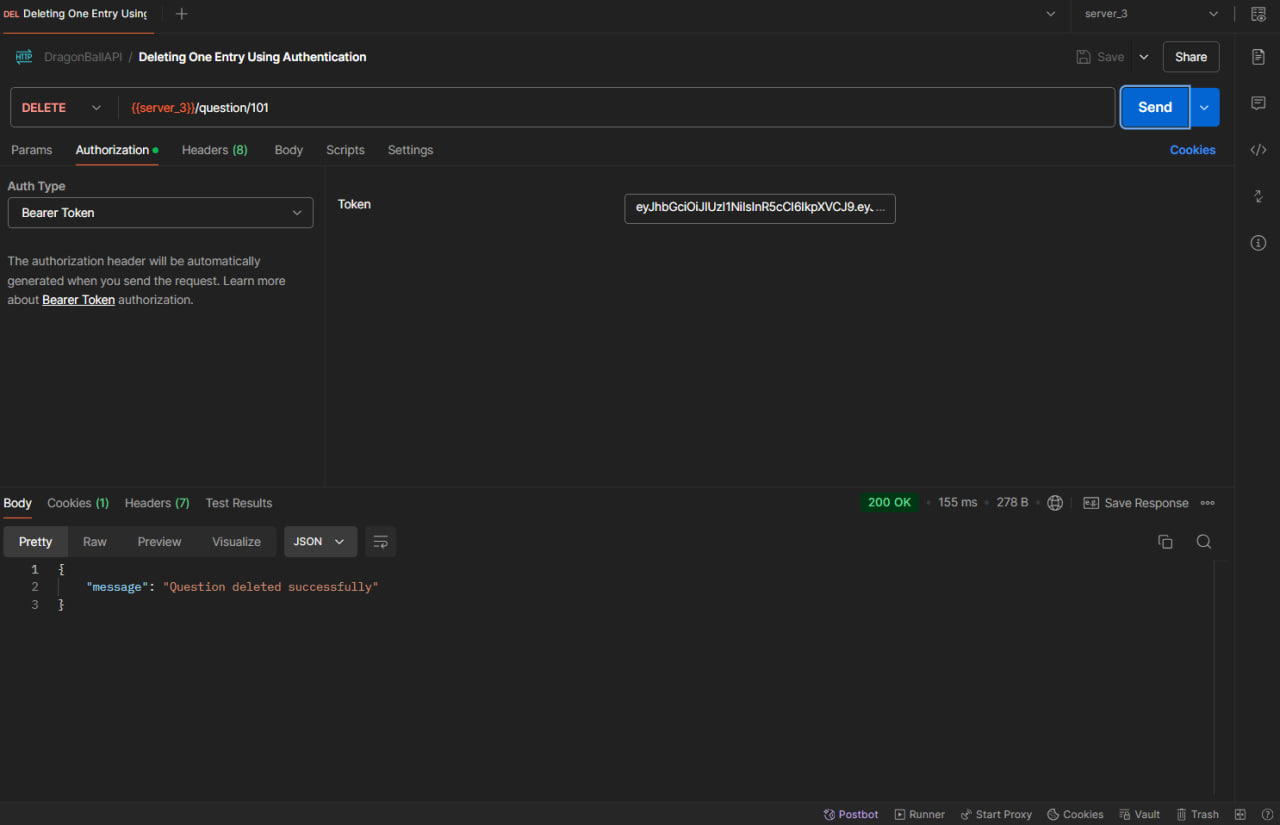 DEL Deleting One Entry Using
server_3
HTTP DragonBallAPI / Deleting One Entry Using Authentication
Save
Share
DELETE
{{server_3}}/question/101
Send
Params Authorization Headers (8) Body Scripts Settings
Cookies
Auth Type
Bearer Token
The authorization header will be automatically
generated when you send the request. Learn more
about Bearer Token authorization.
Token
eyJhbGciOiJIUzI1NiIsInR5cCI6IkpXVCJ9.ey. ...
Body Cookies (1) Headers (7) Test Results
200 OK • 155 ms • 278 B
e.g. Save Response
Pretty Raw Preview Visualize JSON
1 {
2 "message": "Question deleted successfully"
3 }
Postbot Runner Start Proxy Cookies Vault Trash